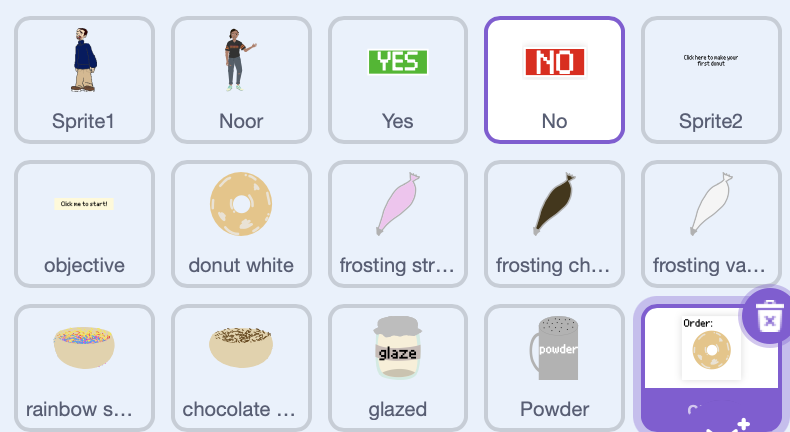 Sprite1
Noor
YES
Yes
NO
No
Click here to make your
first donut
Sprite2
Click me to start!
objective
donut white
frosting str...
frosting ch...
frosting va...
rainbow s...
chocolate ...
glaze
glazed
powder
Powder
Order: